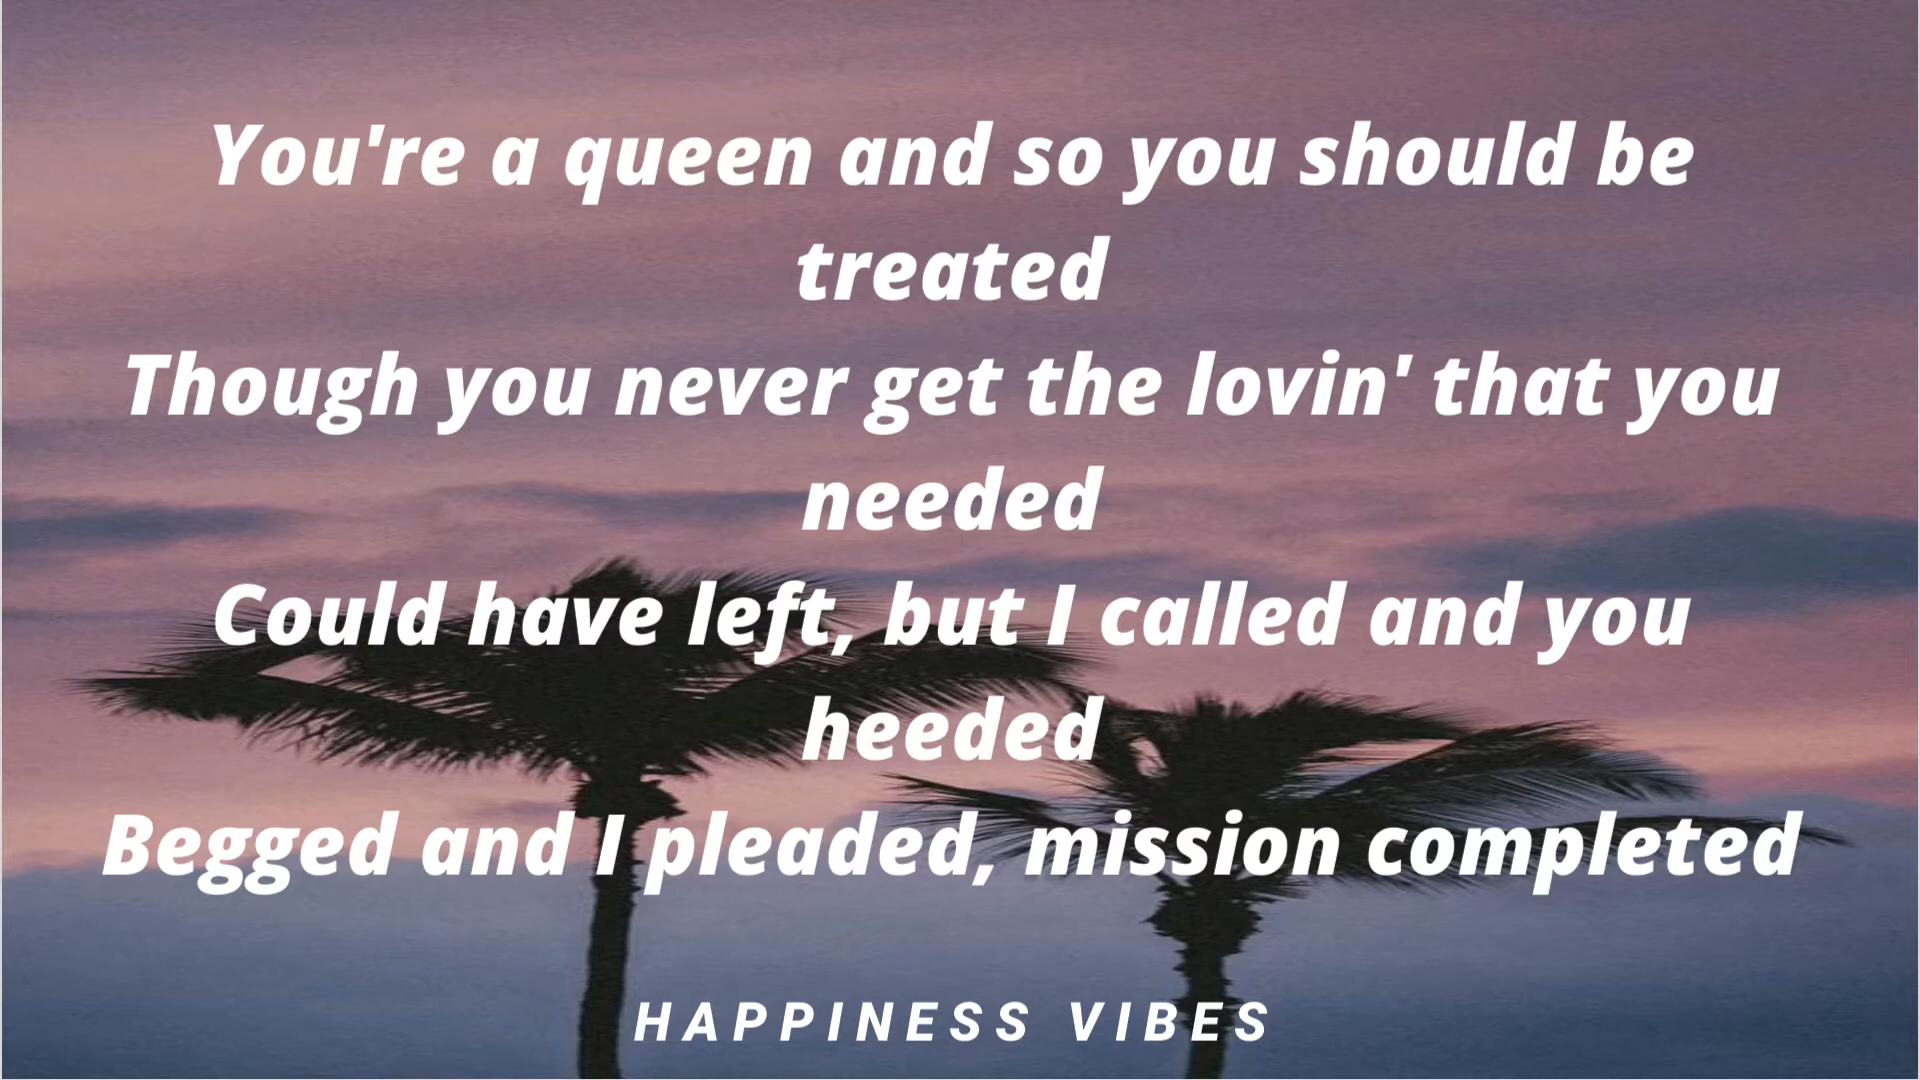 You're a queen and so you should be
treated
Though you never get the lovin' that you
needed
Could have left, but I called and you
heeded
Begged and I pleaded, mission completed
HAPPINESS VIBES